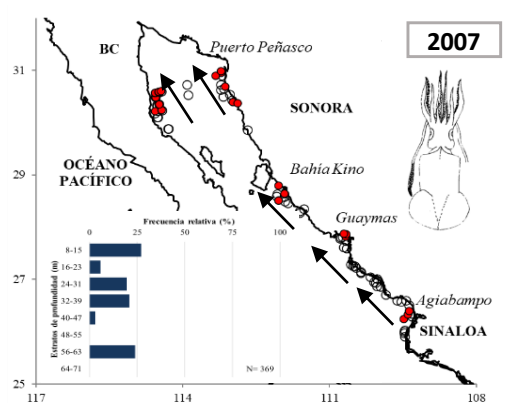 2007
BC
Puerto Peñasco
31
SONORA
OCÉANO
PACÍFICO
Bahía Kino
29
Frecuencia relativa (%)
0 25 50 75 100
Guaymas
Estratos de profundidad (m)
8-15
16-23
24-31
32-39
40-47
48-55
56-63
64-71
N= 369
27
Agiabampo
SINALOA
25
117 114 111 108